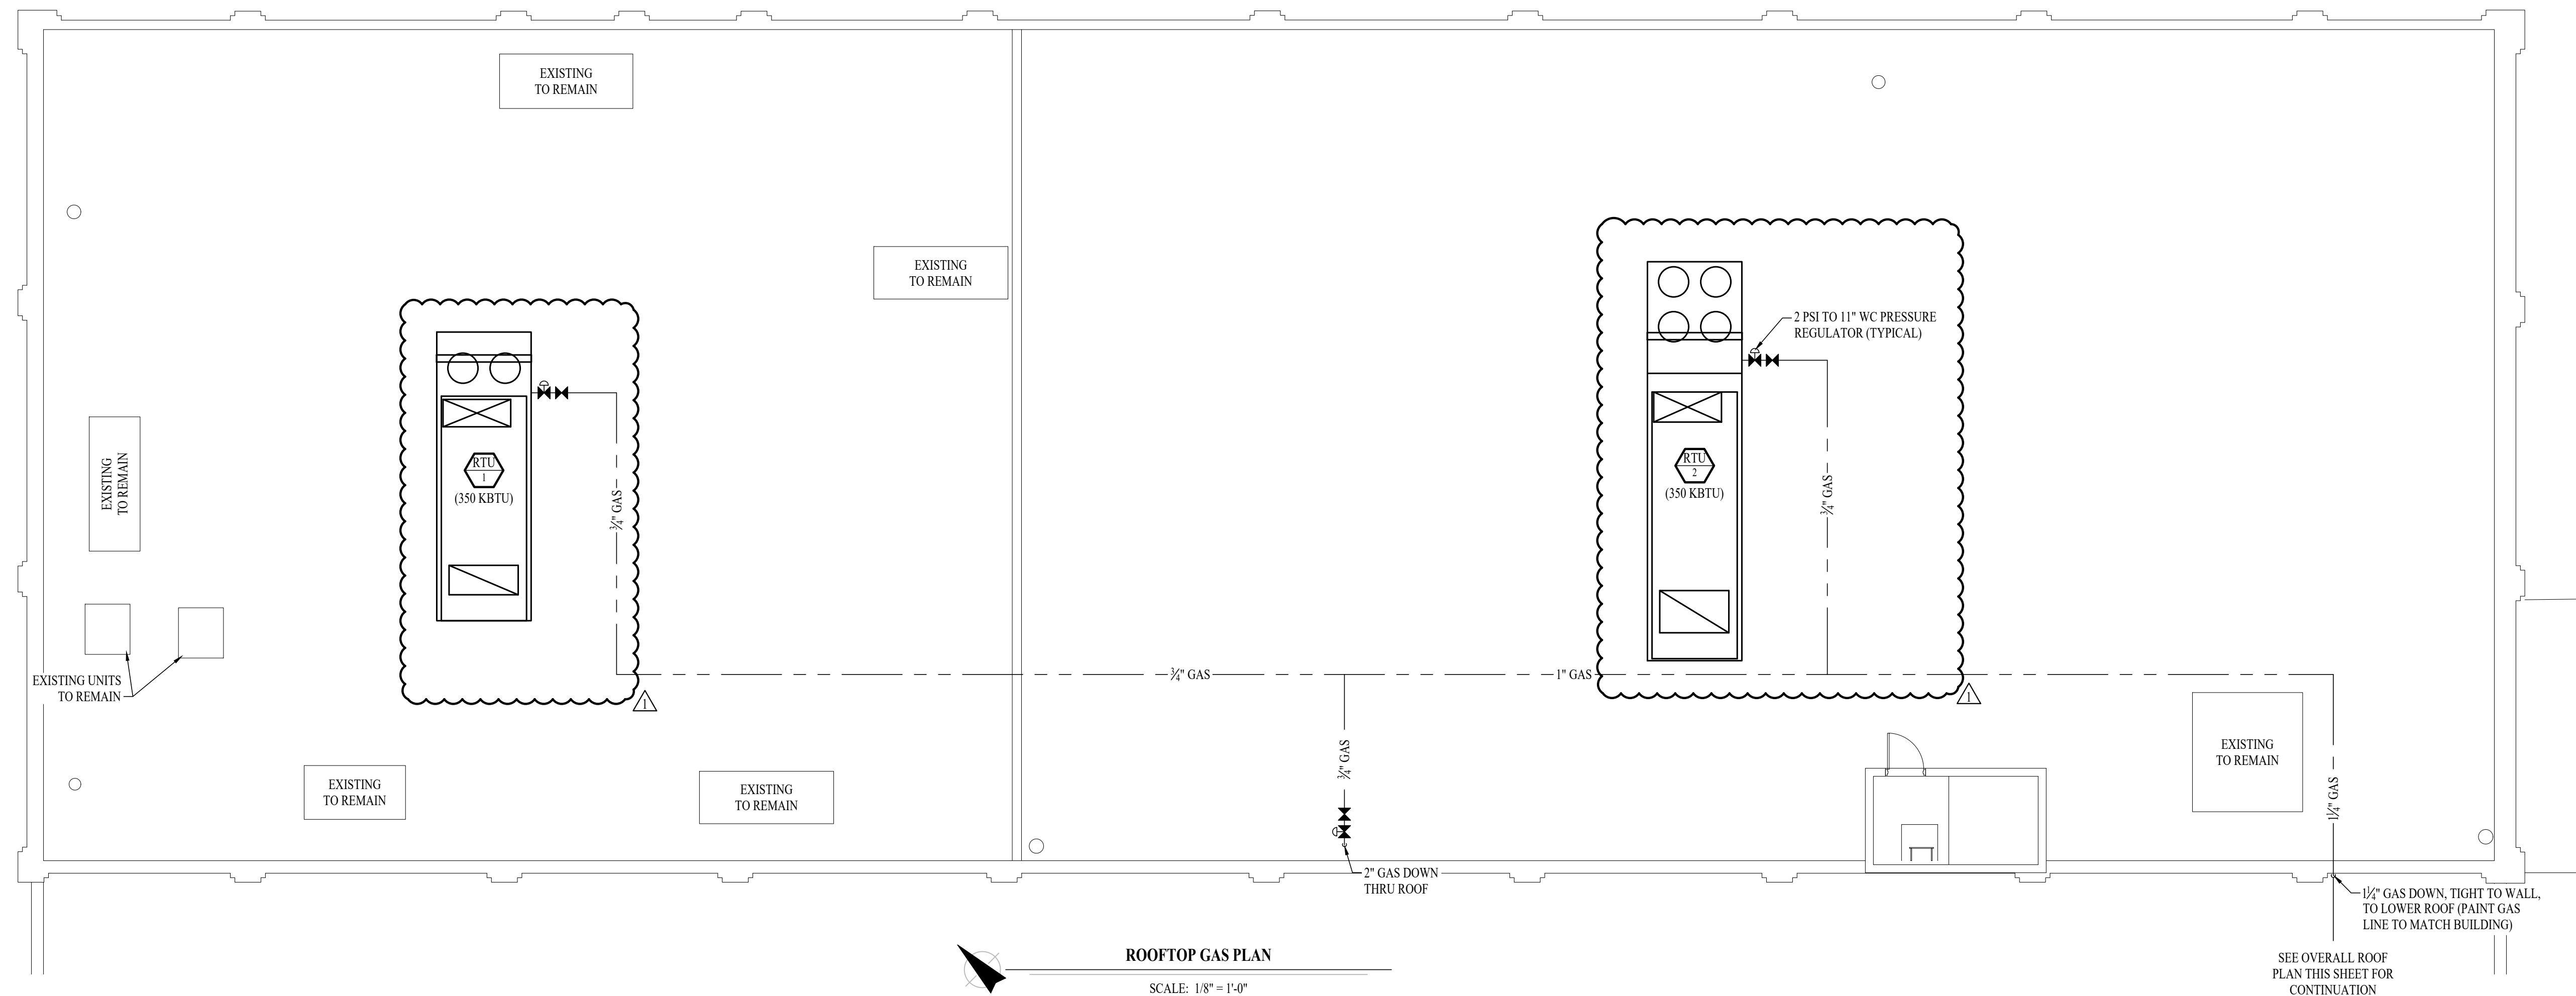 EXISTING
TO REMAIN
EXISTING
TO REMAIN
2 PSI TO 11" WC PRESSURE
REGULATOR (TYPICAL)
EXISTING
TO REMAIN
RTU
1
(350 KBTU)
3/4" GAS
RTU
2
(350 KBTU)
3/4" GAS
EXISTING UNITS
TO REMAIN
3/4" GAS
1" GAS
1
1
EXISTING
TO REMAIN
EXISTING
TO REMAIN
3/4" GAS
EXISTING
TO REMAIN
1 1/4" GAS
2" GAS DOWN
THRU ROOF
1 1/4" GAS DOWN, TIGHT TO WALL,
TO LOWER ROOF (PAINT GAS
LINE TO MATCH BUILDING)
SEE OVERALL ROOF
PLAN THIS SHEET FOR
CONTINUATION
ROOFTOP GAS PLAN
SCALE: 1/8" = 1'-0"